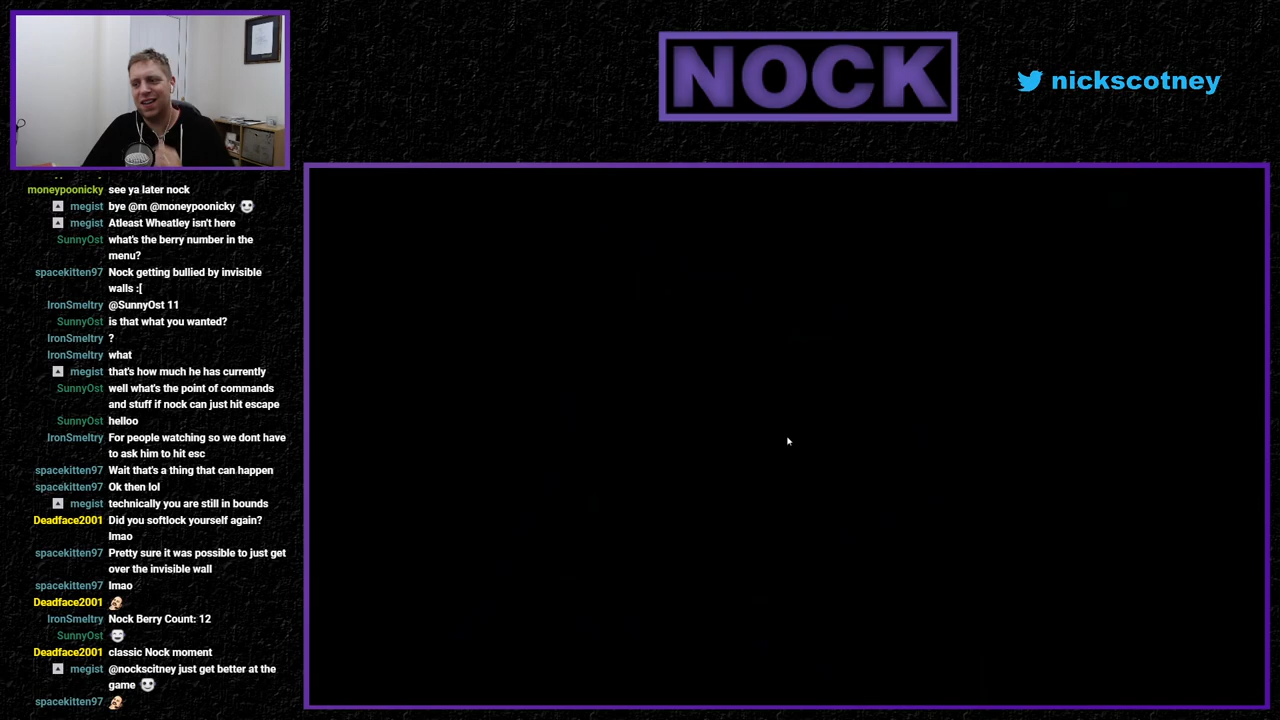 NOCK
nickscotney
moneypoonicky see ya later nock
megist bye @m @moneypoonicky
megist Atleast Wheatley isn't here
SunnyOst what's the berry number in the
menu?
spacekitten97 Nock getting bullied by invisible
walls :[
IronSmeltry @SunnyOst 11
SunnyOst is that what you wanted?
IronSmeltry ?
IronSmeltry what
megist that's how much he has currently
SunnyOst well what's the point of commands
and stuff if nock can just hit escape
SunnyOst helloo
IronSmeltry For people watching so we dont have
to ask him to hit esc
spacekitten97 Wait that's a thing that can happen
spacekitten97 Ok then lol
megist technically you are still in bounds
Deadface2001 Did you softlock yourself again?
lmao
spacekitten97 Pretty sure it was possible to just get
over the invisible wall
spacekitten97 lmao
Deadface2001
IronSmeltry Nock Berry Count: 12
SunnyOst
Deadface2001 classic Nock moment
megist @nockscitney just get better at the
game
spacekitten97